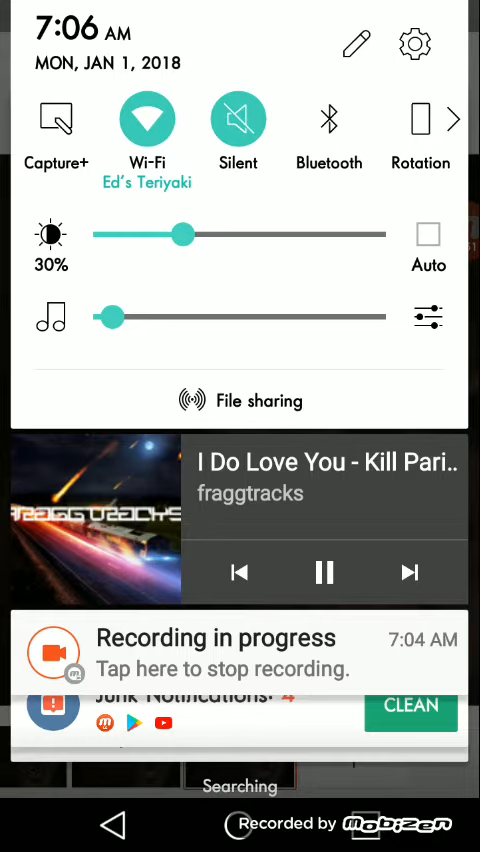 7:06 AM
MON, JAN 1, 2018
Capture+
Wi-Fi
Silent
Bluetooth
Rotation
Ed's Teriyaki
30%
Auto
File sharing
I Do Love You - Kill Pari..
fraggtracks
FRAGGTRACKS
Recording in progress
7:04 AM
Tap here to stop recording.
Junk Notifications: 4
CLEAN
Searching
Recorded by Mobizen